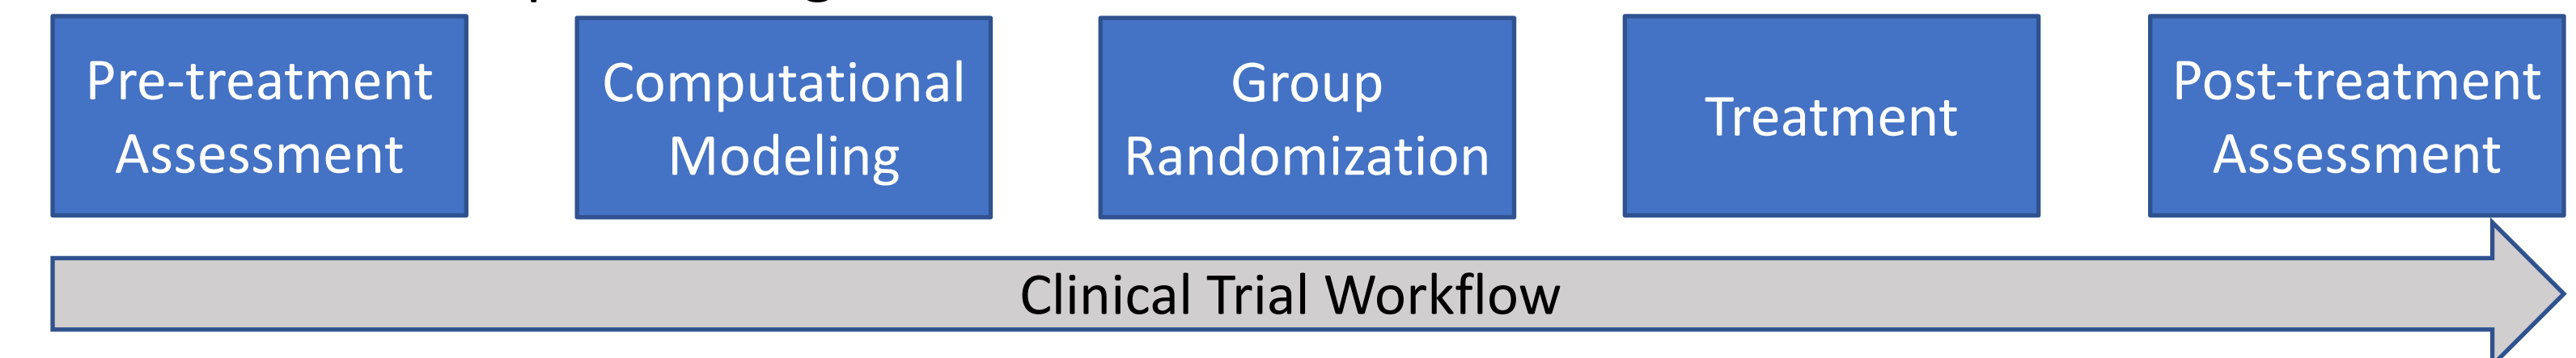 Pre-treatment
Assessment
Computational
Modeling
Group
Randomization
Treatment
Post-treatment
Assessment
Clinical Trial Workflow